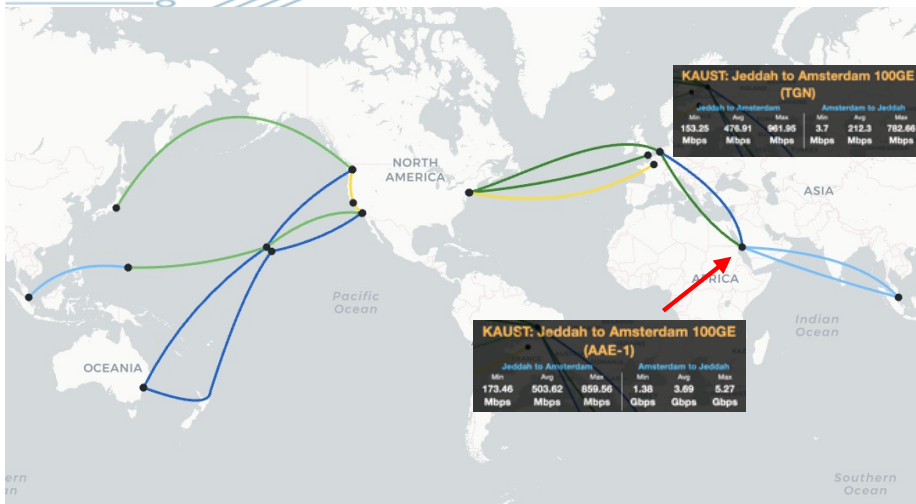 KAUST: Jeddah to Amsterdam 100GE
(TGN)
Jeddah to Amsterdam Amsterdam to Jeddah
Min Avg Max Min Avg Max
153.25 476.91 961.95 3.7 212.3 782.66
Mbps Mbps Mbps Mbps Mbps Mbps
NORTH
AMERICA
ASIA
AFRICA
Pacific
Ocean
Indian
Ocean
KAUST: Jeddah to Amsterdam 100GE
(AAE-1)
Jeddah to Amsterdam Amsterdam to Jeddah
Min Avg Max Min Avg Max
173.46 503.62 859.56 1.38 3.69 5.27
Mbps Mbps Mbps Gbps Gbps Gbps
OCEANIA
ern
n
Southern
Ocean